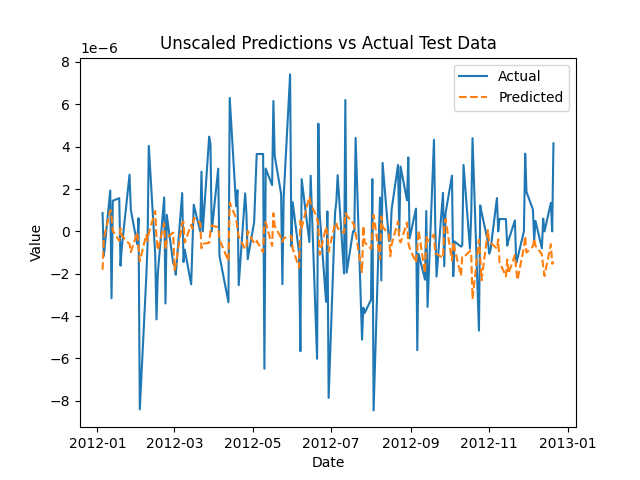 Unscaled Predictions vs Actual Test Data
1e−6
Actual
Predicted
8
6
4
2
0
−2
−4
−6
−8
Value
2012-01
2012-03
2012-05
2012-07
2012-09
2012-11
2013-01
Date